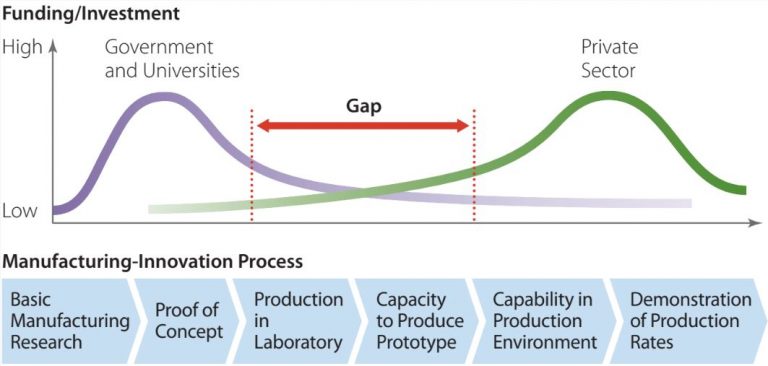 Funding/Investment
High
Government
and Universities
Private
Sector
Gap
Low
Manufacturing-Innovation Process
Basic
Manufacturing
Research
Proof of
Concept
Production
in
Laboratory
Capacity
to Produce
Prototype
Capability in
Production
Environment
Demonstration
of Production
Rates